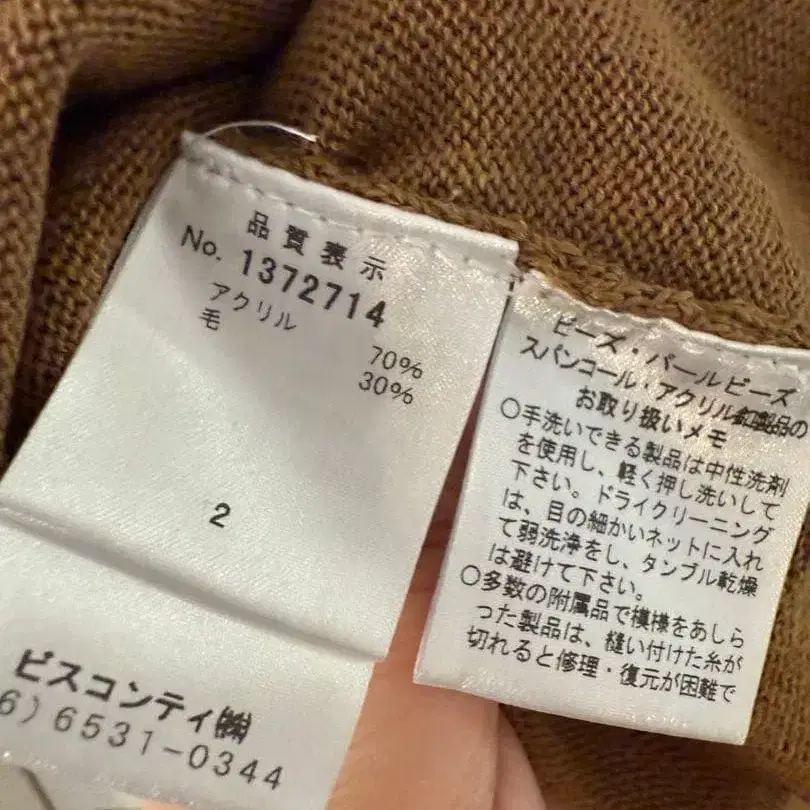 品質表示
No. 1372714
アクリル 70%
毛 30%
2
ビスコンティ㈱
6)6531-0344
ビーズ・パールビーズ
スパンコール・アクリル釦製品の
お取り扱いメモ
○手洗いできる製品は中性洗剤
を使用し、軽く押し洗いして
下さい。ドライクリーニング
は、目の細かいネットに入れ
て弱洗浄をし、タンブル乾燥
は避けて下さい。
○多数の附属品で模様をあしら
った製品は、縫い付けた糸が
切れると修理・復元が困難で